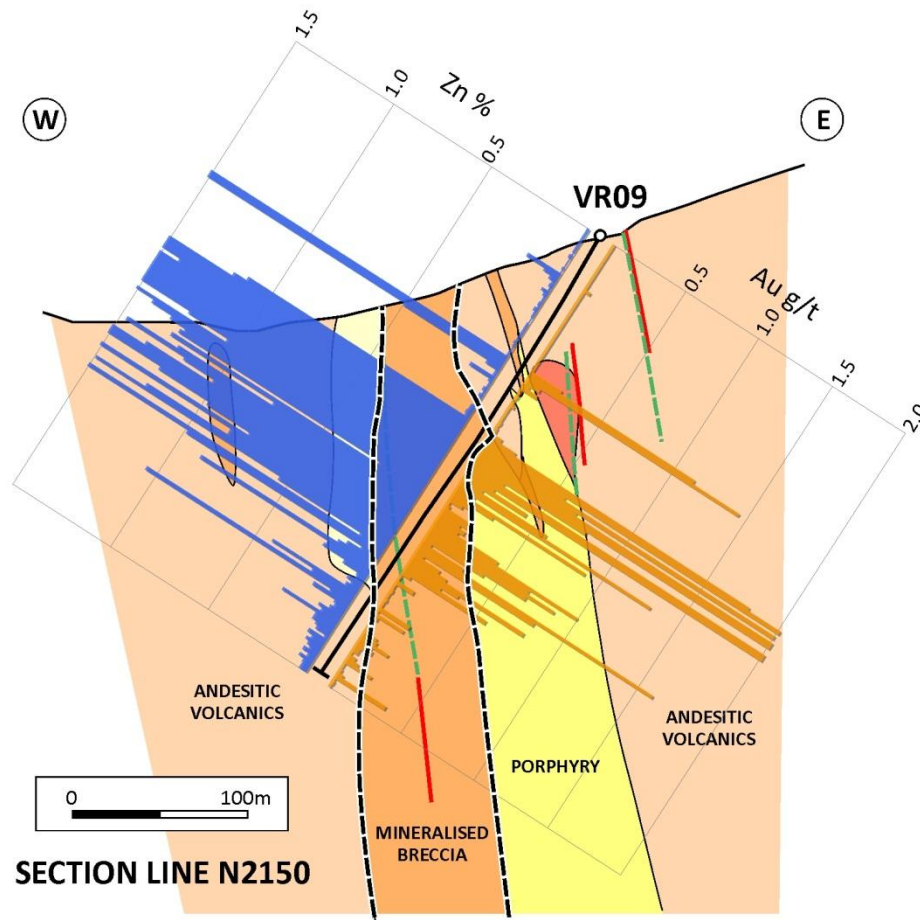 1.5
1.0
Zn %
0.5
W
E
VR09
0.5
Au g/t
1.0
1.5
2.0
ANDESITIC
VOLCANICS
ANDESITIC
VOLCANICS
PORPHYRY
0 100m
MINERALISED
BRECCIA
SECTION LINE N2150